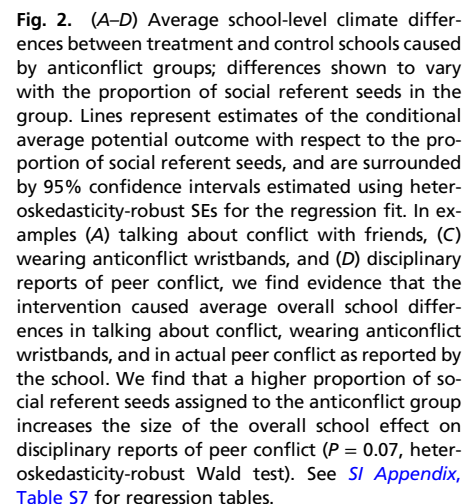 Fig. 2. (A–D) Average school-level climate differ-
ences between treatment and control schools caused
by anticonflict groups; differences shown to vary
with the proportion of social referent seeds in the
group. Lines represent estimates of the conditional
average potential outcome with respect to the pro-
portion of social referent seeds, and are surrounded
by 95% confidence intervals estimated using heter-
oskedasticity-robust SEs for the regression fit. In ex-
amples (A) talking about conflict with friends, (C)
wearing anticonflict wristbands, and (D) disciplinary
reports of peer conflict, we find evidence that the
intervention caused average overall school differ-
ences in talking about conflict, wearing anticonflict
wristbands, and in actual peer conflict as reported by
the school. We find that a higher proportion of so-
cial referent seeds assigned to the anticonflict group
increases the size of the overall school effect on
disciplinary reports of peer conflict (P = 0.07, heter-
oskedasticity-robust Wald test). See SI Appendix,
Table S7 for regression tables.